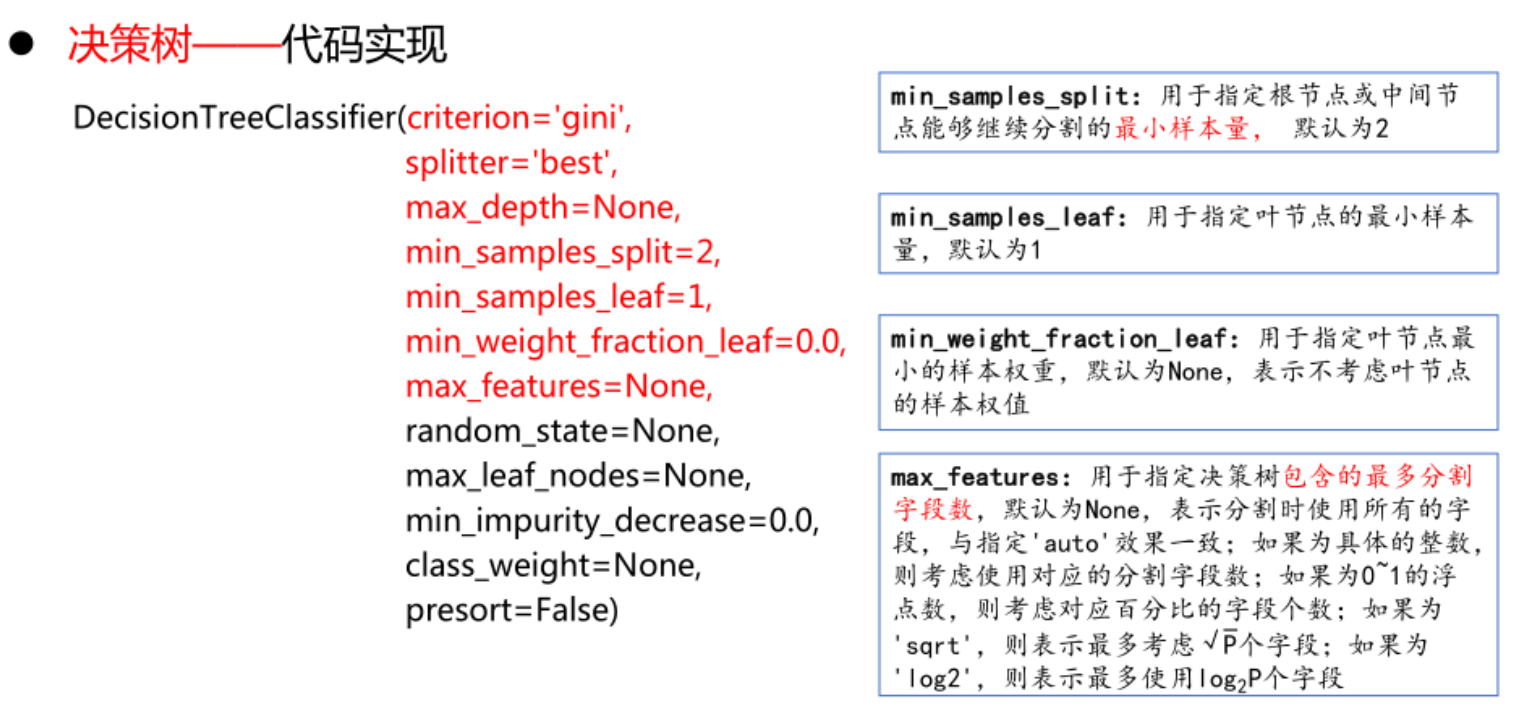 ● 决策树——代码实现
DecisionTreeClassifier(criterion='gini',
splitter='best',
max_depth=None,
min_samples_split=2,
min_samples_leaf=1,
min_weight_fraction_leaf=0.0,
max_features=None,
random_state=None,
max_leaf_nodes=None,
min_impurity_decrease=0.0,
class_weight=None,
presort=False)
min_samples_split: 用于指定根节点或中间节
点能够继续分割的最小样本量， 默认为2
min_samples_leaf: 用于指定叶节点的最小样本
量，默认为1
min_weight_fraction_leaf: 用于指定叶节点最
小的样本权重，默认为None，表示不考虑叶节点
的样本权值
max_features: 用于指定决策树包含的最多分割
字段数，默认为None，表示分割时使用所有的字
段，与指定'auto'效果一致；如果为具体的整数，
则考虑使用对应的分割字段数；如果为0~1的浮
点数，则考虑对应百分比的字段个数；如果为
'sqrt'，则表示最多考虑√P̅个字段；如果为
'log2'，则表示最多使用log₂P个字段